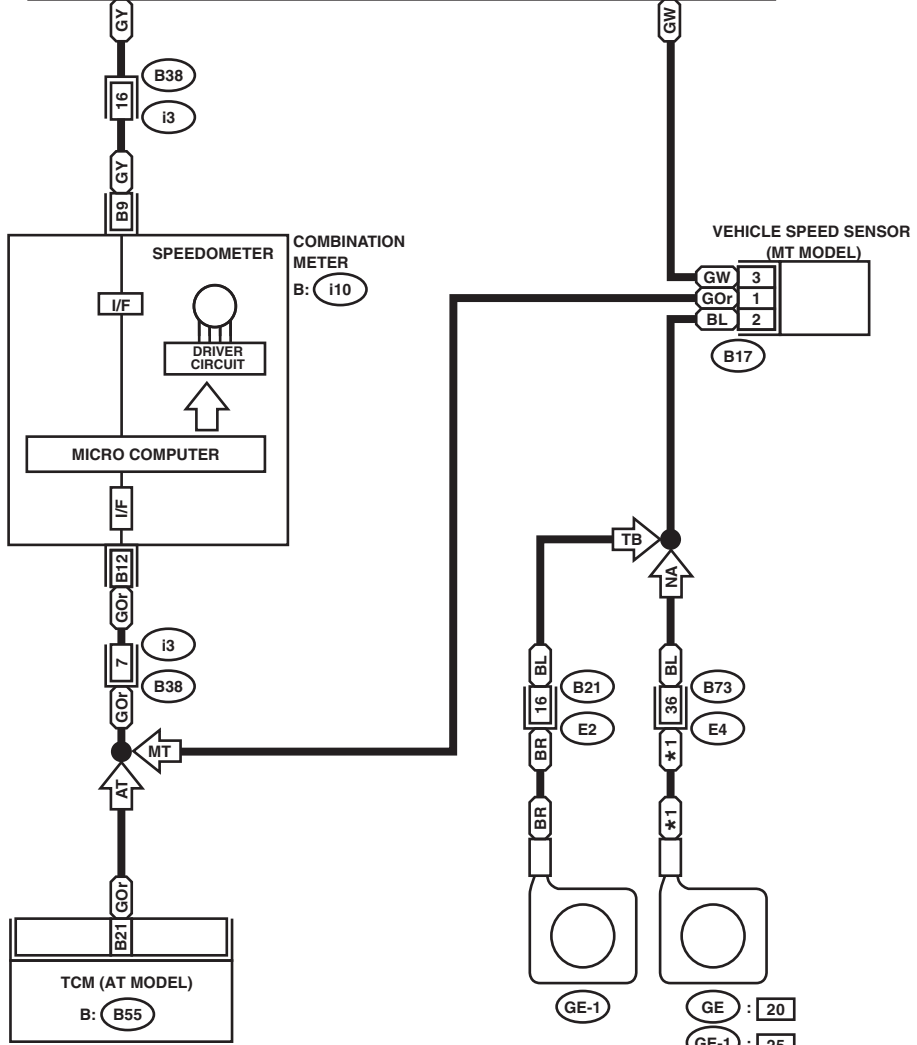 GY
GW
B38
16
i3
GY
B9
COMBINATION
METER
B: i10
SPEEDOMETER
I/F
DRIVER
CIRCUIT
MICRO COMPUTER
I/F
VEHICLE SPEED SENSOR
(MT MODEL)
GW 3
GOr 1
BL 2
B17
B12
GOr
i3
7
B38
GOr
MT
AT
GOr
B21
TCM (AT MODEL)
B: B55
TB
NA
BL
B21
16
E2
BR
BR
GE-1
BL
B73
36
E4
*1
*1
GE : 20
GE-1 : 25